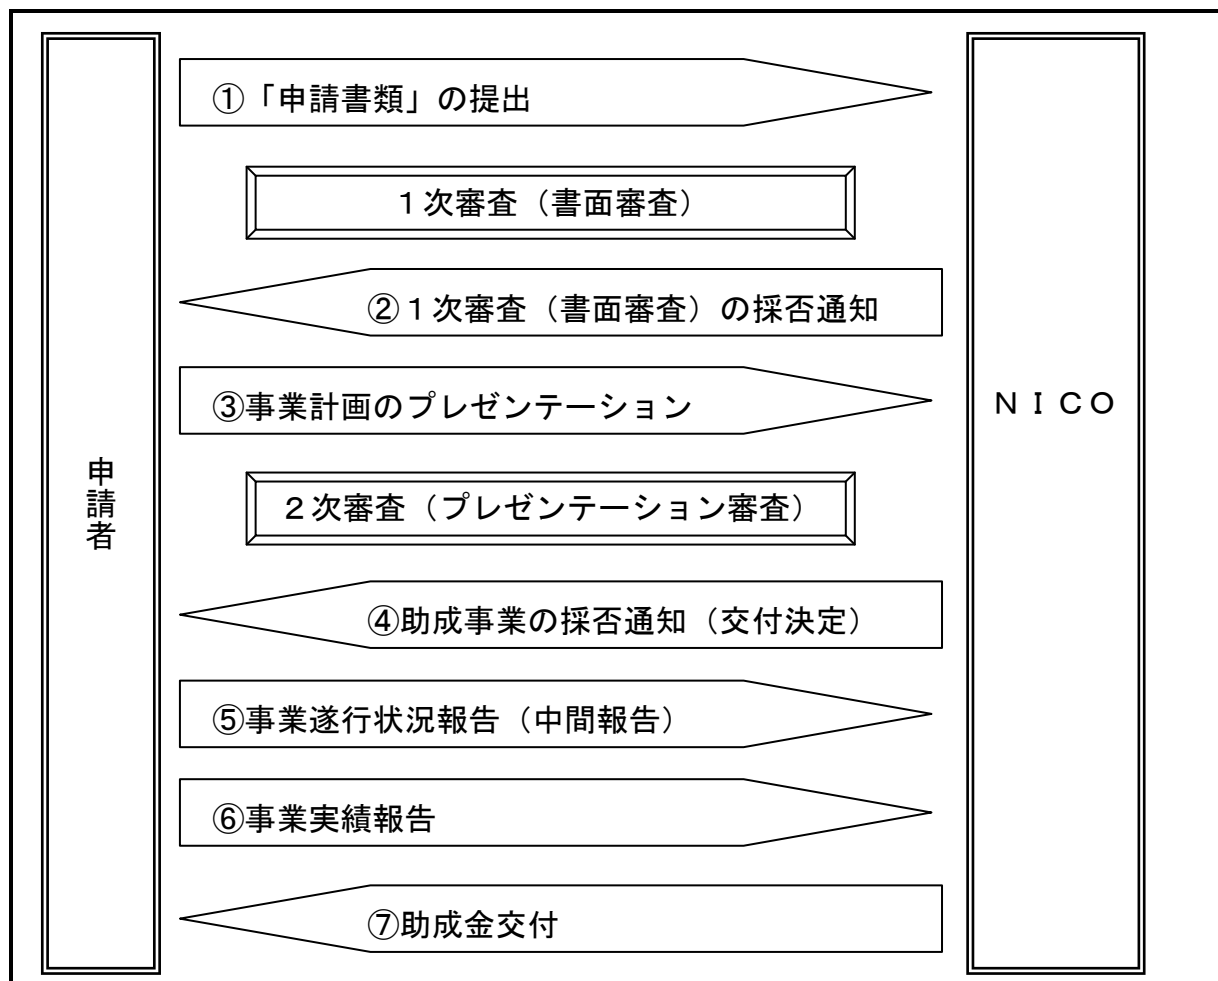 ①「申請書類」の提出
１次審査（書面審査）
②１次審査（書面審査）の採否通知
③事業計画のプレゼンテーション
ＮＩＣＯ
申請者
２次審査（プレゼンテーション審査）
④助成事業の採否通知（交付決定）
⑤事業遂行状況報告（中間報告）
⑥事業実績報告
⑦助成金交付